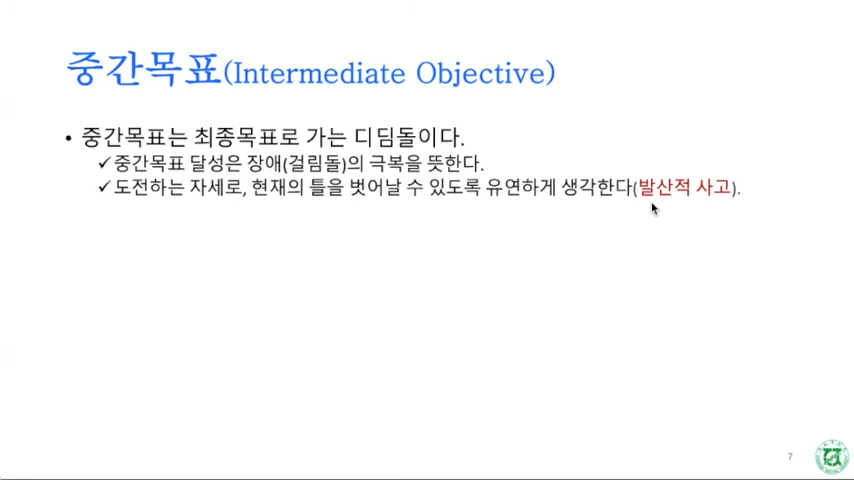 중간목표(Intermediate Objective)
• 중간목표는 최종목표로 가는 디딤돌이다.
✓중간목표 달성은 장애(걸림돌)의 극복을 뜻한다.
✓도전하는 자세로, 현재의 틀을 벗어날 수 있도록 유연하게 생각한다(발산적 사고).
7